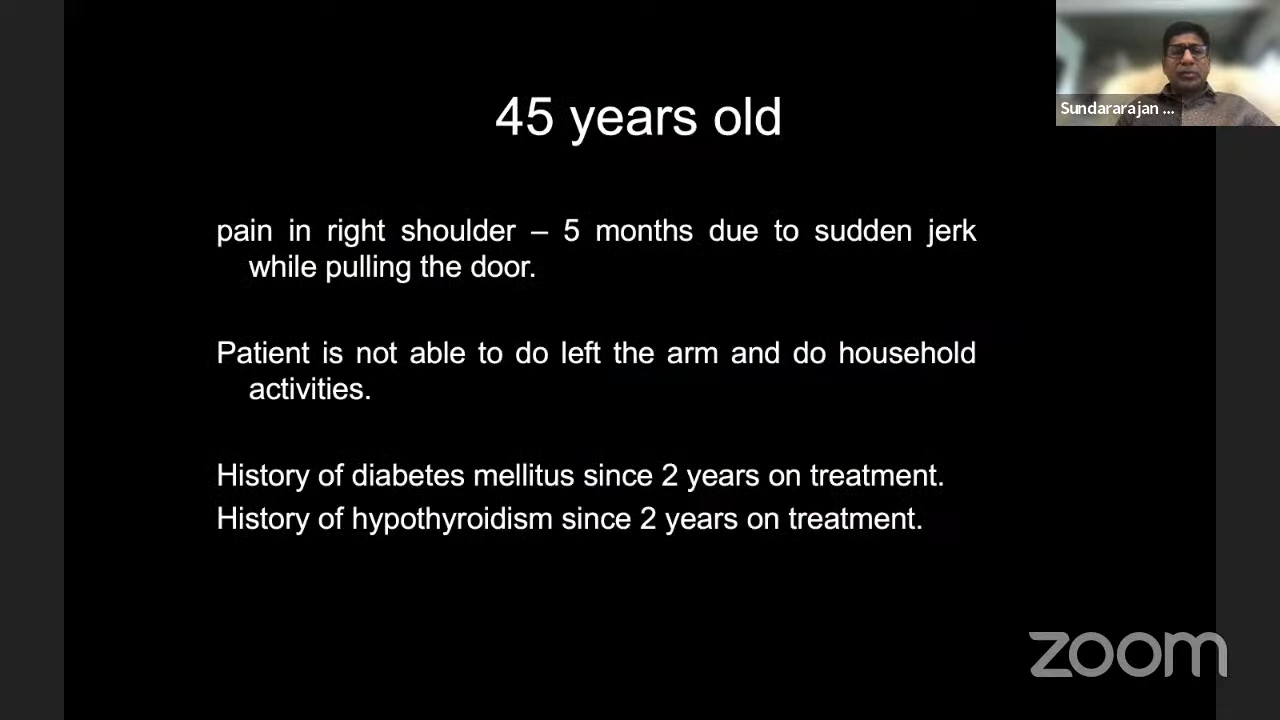 45 years old
Sundararajan ...
pain in right shoulder – 5 months due to sudden jerk
while pulling the door.
Patient is not able to do left the arm and do household
activities.
History of diabetes mellitus since 2 years on treatment.
History of hypothyroidism since 2 years on treatment.
zoom